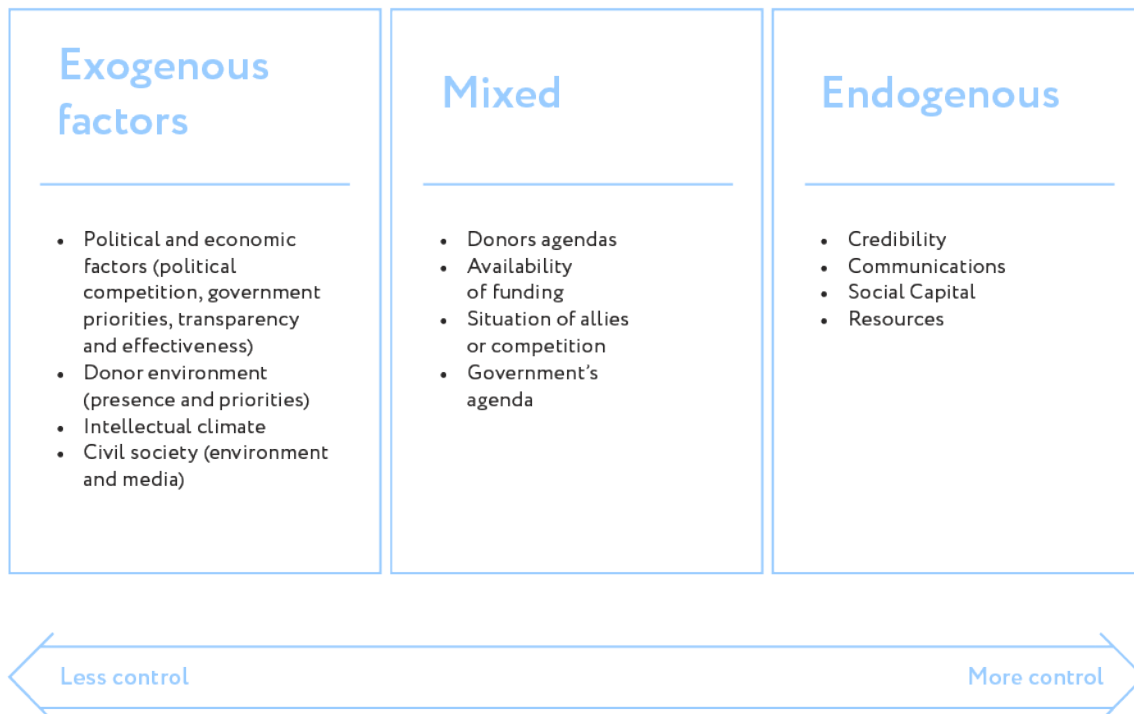 Exogenous
factors
• Political and economic
factors (political
competition, government
priorities, transparency
and effectiveness)
• Donor environment
(presence and priorities)
• Intellectual climate
• Civil society (environment
and media)
Mixed
• Donors agendas
• Availability
of funding
• Situation of allies
or competition
• Government’s
agenda
Endogenous
• Credibility
• Communications
• Social Capital
• Resources
Less control
More control